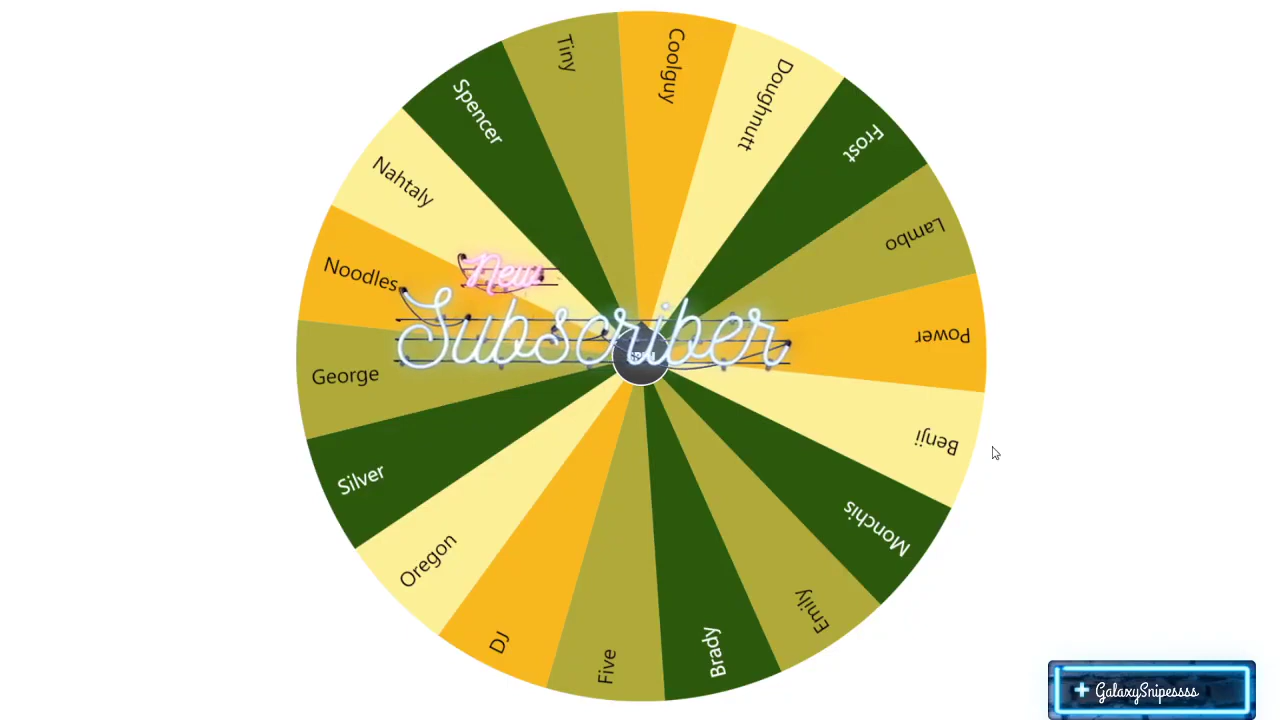 Tiny
Coolguy
Doughnutt
Frost
Lambo
Power
Benji
Monchis
Emily
Brady
Five
DJ
Oregon
Silver
George
Noodles
Nahtaly
Spencer
New
Subscriber
+ GalaxySnipessss